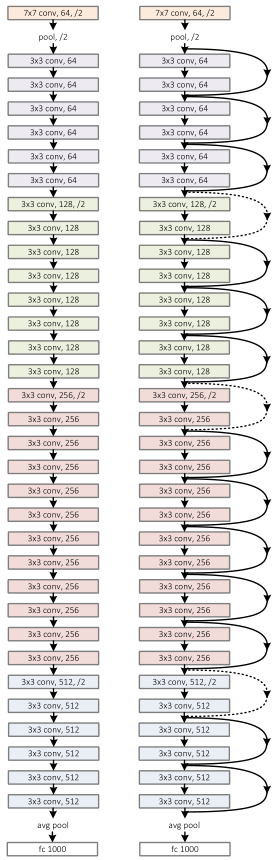 7x7 conv, 64, /2
pool, /2
3x3 conv, 64
3x3 conv, 64
3x3 conv, 64
3x3 conv, 64
3x3 conv, 64
3x3 conv, 64
3x3 conv, 128, /2
3x3 conv, 128
3x3 conv, 128
3x3 conv, 128
3x3 conv, 128
3x3 conv, 128
3x3 conv, 128
3x3 conv, 128
3x3 conv, 256, /2
3x3 conv, 256
3x3 conv, 256
3x3 conv, 256
3x3 conv, 256
3x3 conv, 256
3x3 conv, 256
3x3 conv, 256
3x3 conv, 256
3x3 conv, 256
3x3 conv, 256
3x3 conv, 256
3x3 conv, 512, /2
3x3 conv, 512
3x3 conv, 512
3x3 conv, 512
3x3 conv, 512
3x3 conv, 512
avg pool
fc 1000
7x7 conv, 64, /2
pool, /2
3x3 conv, 64
3x3 conv, 64
3x3 conv, 64
3x3 conv, 64
3x3 conv, 64
3x3 conv, 64
3x3 conv, 128, /2
3x3 conv, 128
3x3 conv, 128
3x3 conv, 128
3x3 conv, 128
3x3 conv, 128
3x3 conv, 128
3x3 conv, 128
3x3 conv, 256, /2
3x3 conv, 256
3x3 conv, 256
3x3 conv, 256
3x3 conv, 256
3x3 conv, 256
3x3 conv, 256
3x3 conv, 256
3x3 conv, 256
3x3 conv, 256
3x3 conv, 256
3x3 conv, 256
3x3 conv, 512, /2
3x3 conv, 512
3x3 conv, 512
3x3 conv, 512
3x3 conv, 512
3x3 conv, 512
avg pool
fc 1000